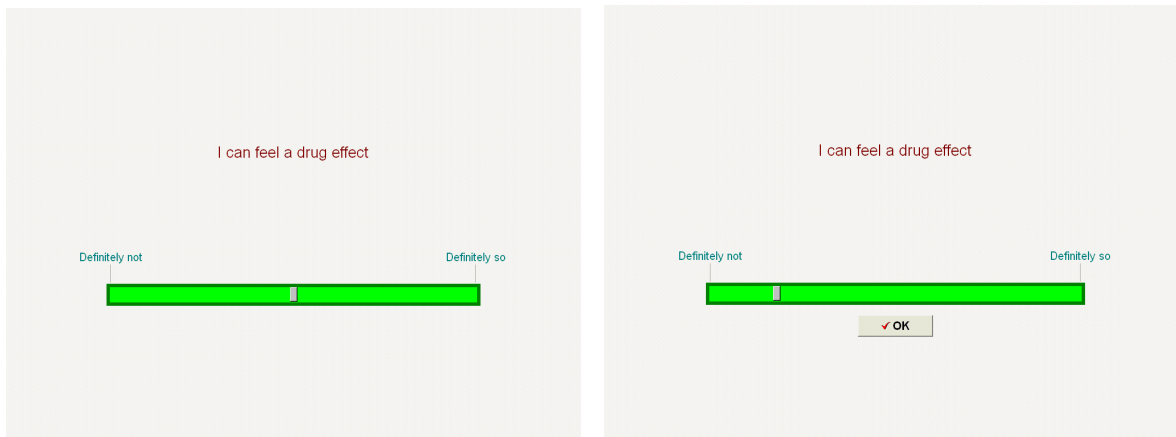 I can feel a drug effect
Definitely not Definitely so
I can feel a drug effect
Definitely not Definitely so
OK